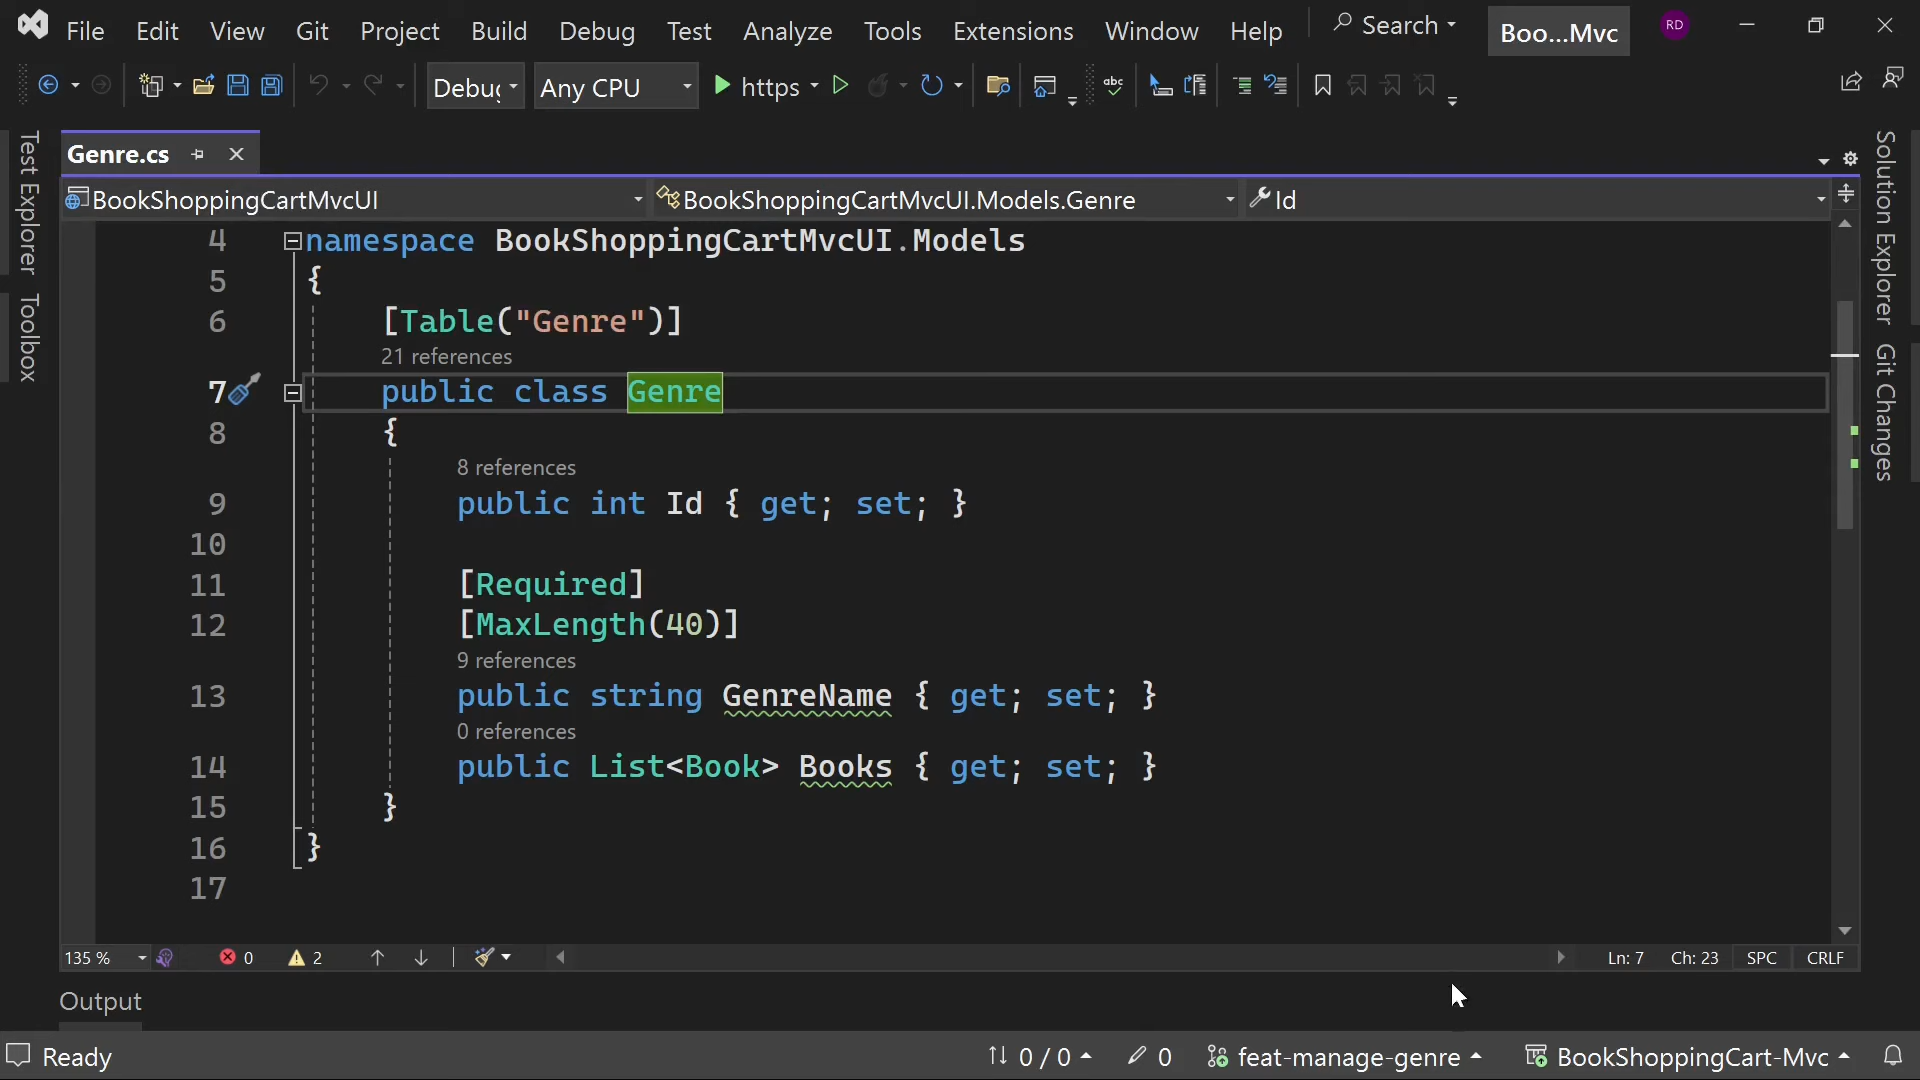 File Edit View Git Project Build Debug Test Analyze Tools Extensions Window Help Search Boo...Mvc RD
Debug Any CPU https abc
Genre.cs
BookShoppingCartMvcUI BookShoppingCartMvcUI.Models.Genre Id
Test Explorer
Toolbox
4 namespace BookShoppingCartMvcUI.Models
5 {
6 [Table("Genre")]
21 references
7 public class Genre
8 {
8 references
9 public int Id { get; set; }
10
11 [Required]
12 [MaxLength(40)]
9 references
13 public string GenreName { get; set; }
0 references
14 public List<Book> Books { get; set; }
15 }
16 }
17
Solution Explorer
Git Changes
135 % 0 2 Ln: 7 Ch: 23 SPC CRLF
Output
Ready 0 / 0 0 feat-manage-genre BookShoppingCart-Mvc